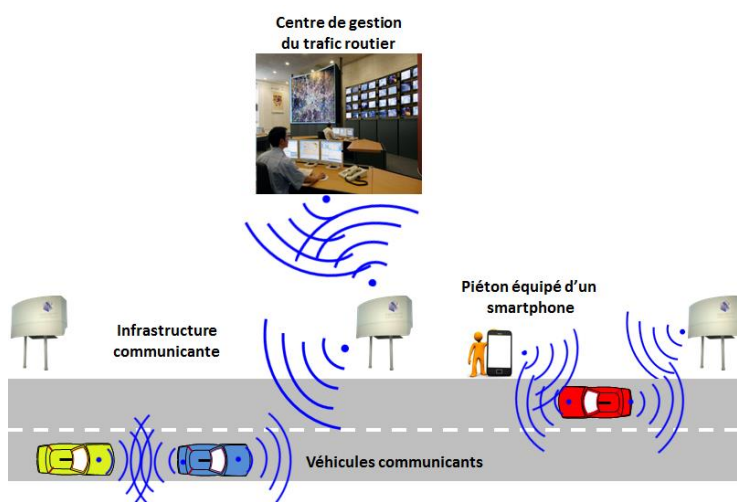 Centre de gestion
du trafic routier
Piéton équipé d'un
smartphone
Infrastructure
communicante
Véhicules communicants